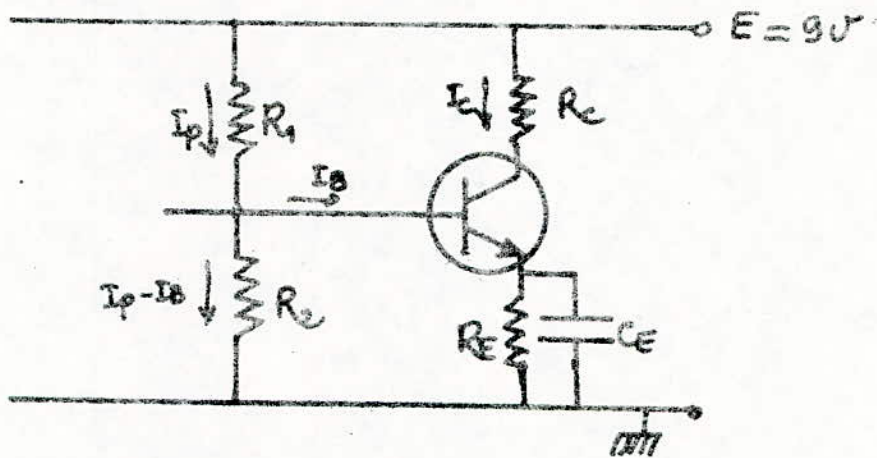 E = 9V
Ip
R1
Ic
Rc
IB
Ip-IB
R2
RE
CE